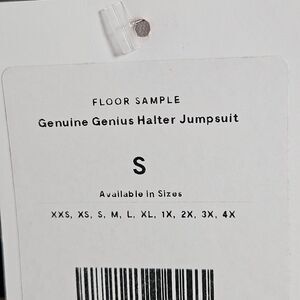 FLOOR SAMPLE
Genuine Genius Halter Jumpsuit
S
Available in Sizes
XXS, XS, S, M, L, XL, 1X, 2X, 3X, 4X